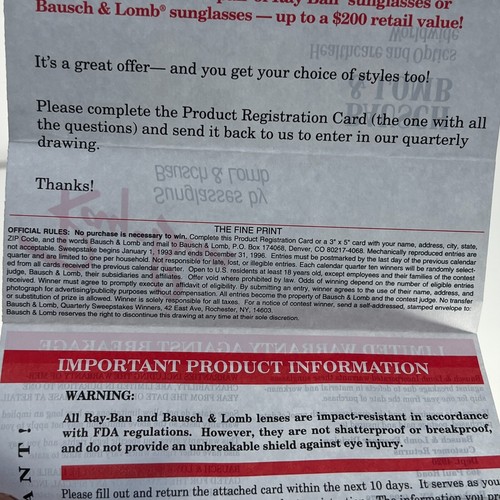 Ray-Ban® sunglasses or
Bausch & Lomb® sunglasses — up to a $200 retail value!
It's a great offer— and you get your choice of styles too!
Please complete the Product Registration Card (the one with all
the questions) and send it back to us to enter in our quarterly
drawing.
Thanks!
THE FINE PRINT
OFFICIAL RULES: No purchase is necessary to win. Complete this Product Registration Card or a 3" x 5" card with your name, address, city, state,
ZIP Code, and the words Bausch & Lomb and mail to Bausch & Lomb, P.O. Box 174068, Denver, CO 80217-4068. Mechanically reproduced entries are
not acceptable. Sweepstake begins January 1, 1993 and ends December 31, 1996. Entries must be postmarked by the last day of the previous calendar
quarter and are limited to one per household. Not responsible for late, lost, or illegible entries. Each calendar quarter ten winners will be randomly select-
ed from all cards received the previous calendar quarter. Open to U.S. residents at least 18 years old, except employees and their families of the contest
judge, Bausch & Lomb, their subsidiaries and affiliates. Offer void where prohibited by law. Odds of winning depend on the number of eligible entries
received. Winner must agree to promptly execute an affidavit of eligibility. By submitting an entry, winner agrees to the use of their name, address, and
photograph for advertising/publicity purposes without compensation. All entries become the property of Bausch & Lomb and the contest judge. No transfer
or substitution of prize is allowed. Winner is solely responsible for all taxes. For a notice of contest winner, send a self-addressed, stamped envelope to:
Bausch & Lomb, Quarterly Sweepstakes Winners, 42 East Ave, Rochester, NY, 14603.
Bausch & Lomb reserves the right to discontinue this drawing at any time at their sole discretion.
IMPORTANT PRODUCT INFORMATION
WARNING:
All Ray-Ban and Bausch & Lomb lenses are impact-resistant in accordance
with FDA regulations. However, they are not shatterproof or breakproof,
and do not provide an unbreakable shield against eye injury.
ANT!
Please fill out and return the attached card within the next 10 days. It serves as you